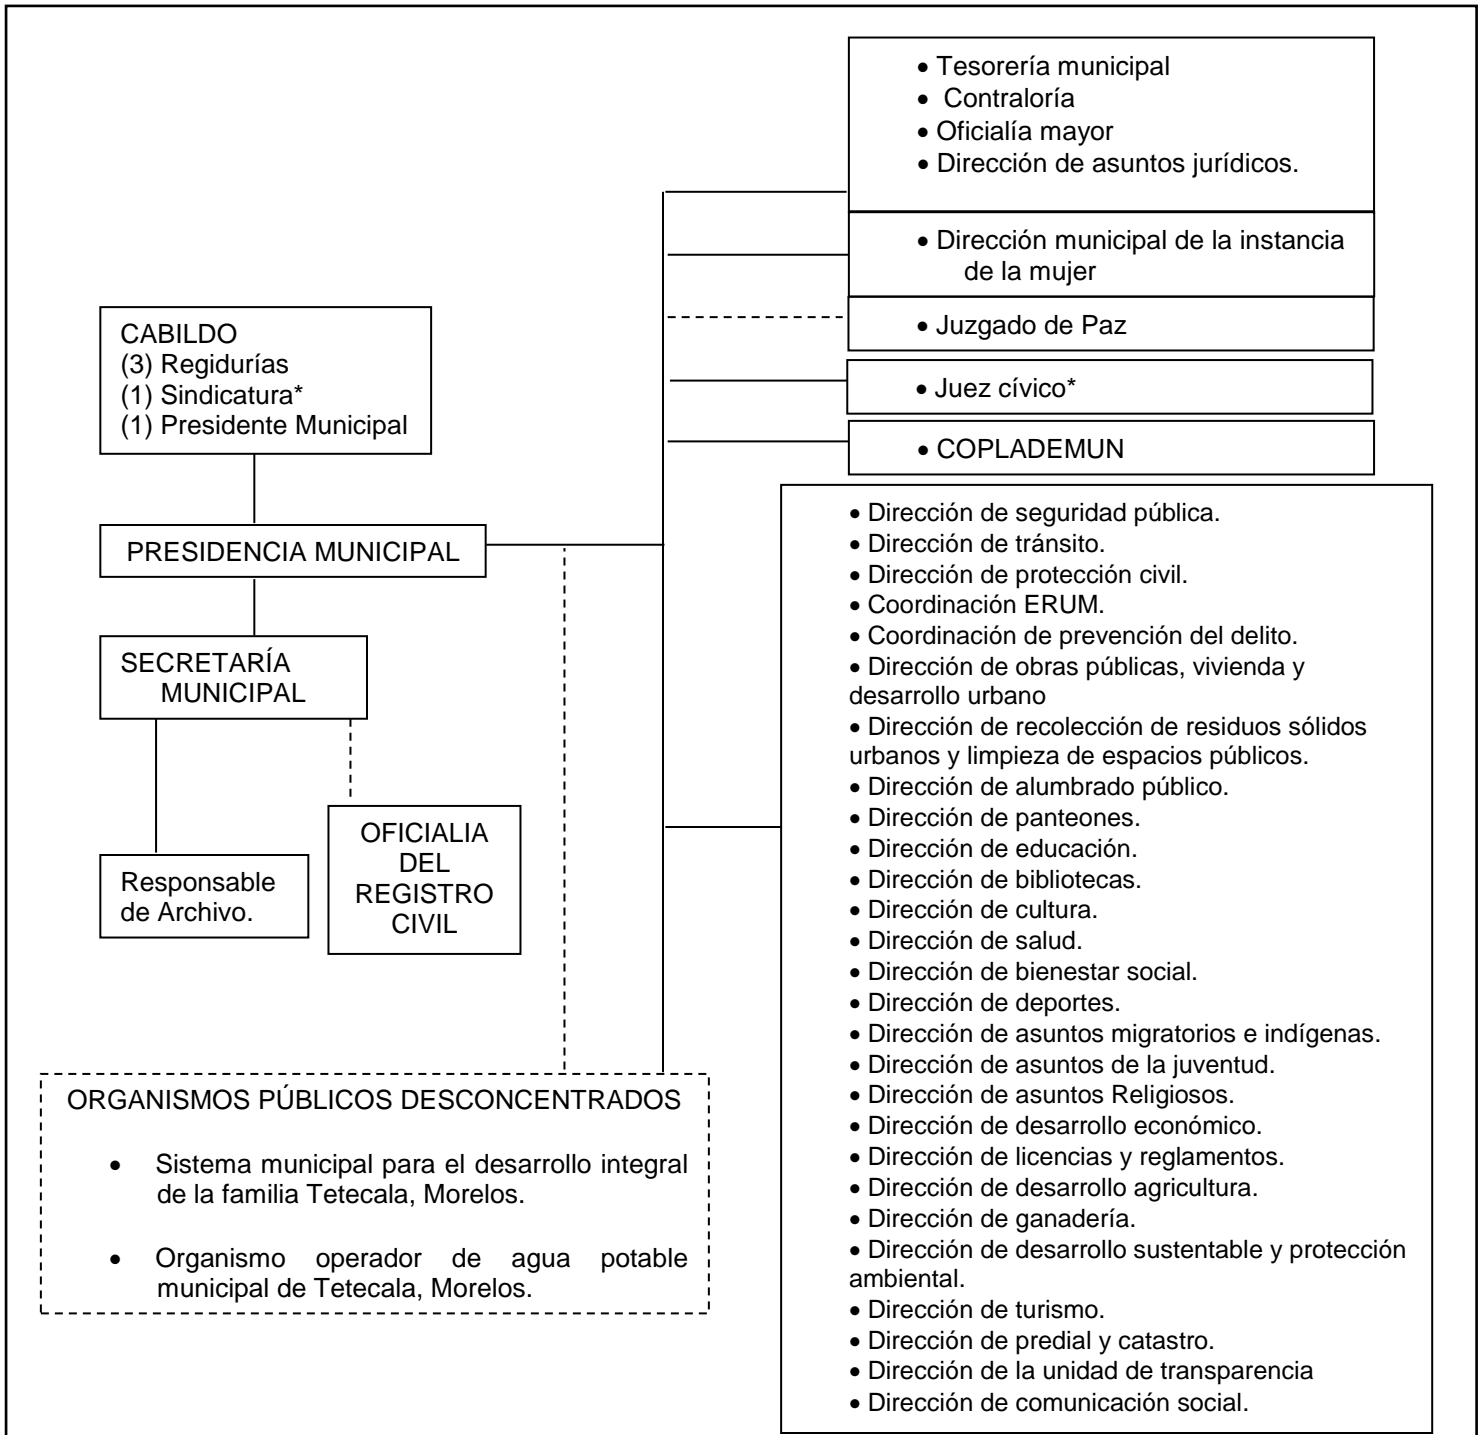 • Tesorería municipal
• Contraloría
• Oficialía mayor
• Dirección de asuntos jurídicos.
• Dirección municipal de la instancia
de la mujer
• Juzgado de Paz
• Juez cívico*
• COPLADEMUN
CABILDO
(3) Regidurías
(1) Sindicatura*
(1) Presidente Municipal
PRESIDENCIA MUNICIPAL
SECRETARÍA
MUNICIPAL
Responsable
de Archivo.
OFICIALIA
DEL
REGISTRO
CIVIL
ORGANISMOS PÚBLICOS DESCONCENTRADOS
• Sistema municipal para el desarrollo integral
de la familia Tetecala, Morelos.
• Organismo operador de agua potable
municipal de Tetecala, Morelos.
• Dirección de seguridad pública.
• Dirección de tránsito.
• Dirección de protección civil.
• Coordinación ERUM.
• Coordinación de prevención del delito.
• Dirección de obras públicas, vivienda y
desarrollo urbano
• Dirección de recolección de residuos sólidos
urbanos y limpieza de espacios públicos.
• Dirección de alumbrado público.
• Dirección de panteones.
• Dirección de educación.
• Dirección de bibliotecas.
• Dirección de cultura.
• Dirección de salud.
• Dirección de bienestar social.
• Dirección de deportes.
• Dirección de asuntos migratorios e indígenas.
• Dirección de asuntos de la juventud.
• Dirección de asuntos Religiosos.
• Dirección de desarrollo económico.
• Dirección de licencias y reglamentos.
• Dirección de desarrollo agricultura.
• Dirección de ganadería.
• Dirección de desarrollo sustentable y protección
ambiental.
• Dirección de turismo.
• Dirección de predial y catastro.
• Dirección de la unidad de transparencia
• Dirección de comunicación social.